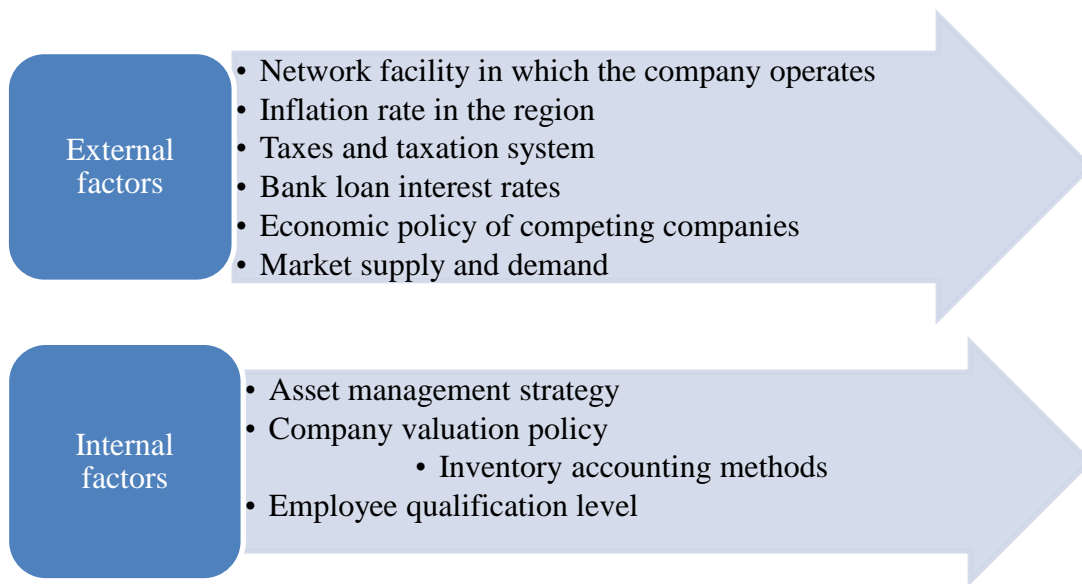 External
factors
• Network facility in which the company operates
• Inflation rate in the region
• Taxes and taxation system
• Bank loan interest rates
• Economic policy of competing companies
• Market supply and demand
Internal
factors
• Asset management strategy
• Company valuation policy
• Inventory accounting methods
• Employee qualification level